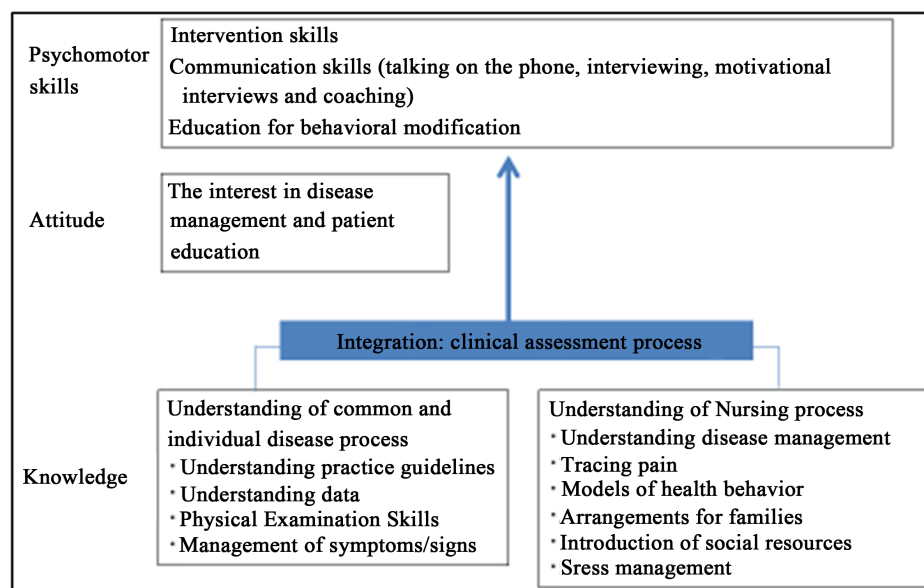 Psychomotor
skills
Intervention skills
Communication skills (talking on the phone, interviewing, motivational
interviews and coaching)
Education for behavioral modification
Attitude
The interest in disease
management and patient
education
Integration: clinical assessment process
Knowledge
Understanding of common and
individual disease process
· Understanding practice guidelines
· Understanding data
· Physical Examination Skills
· Management of symptoms/signs
Understanding of Nursing process
· Understanding disease management
· Tracing pain
· Models of health behavior
· Arrangements for families
· Introduction of social resources
· Sress management